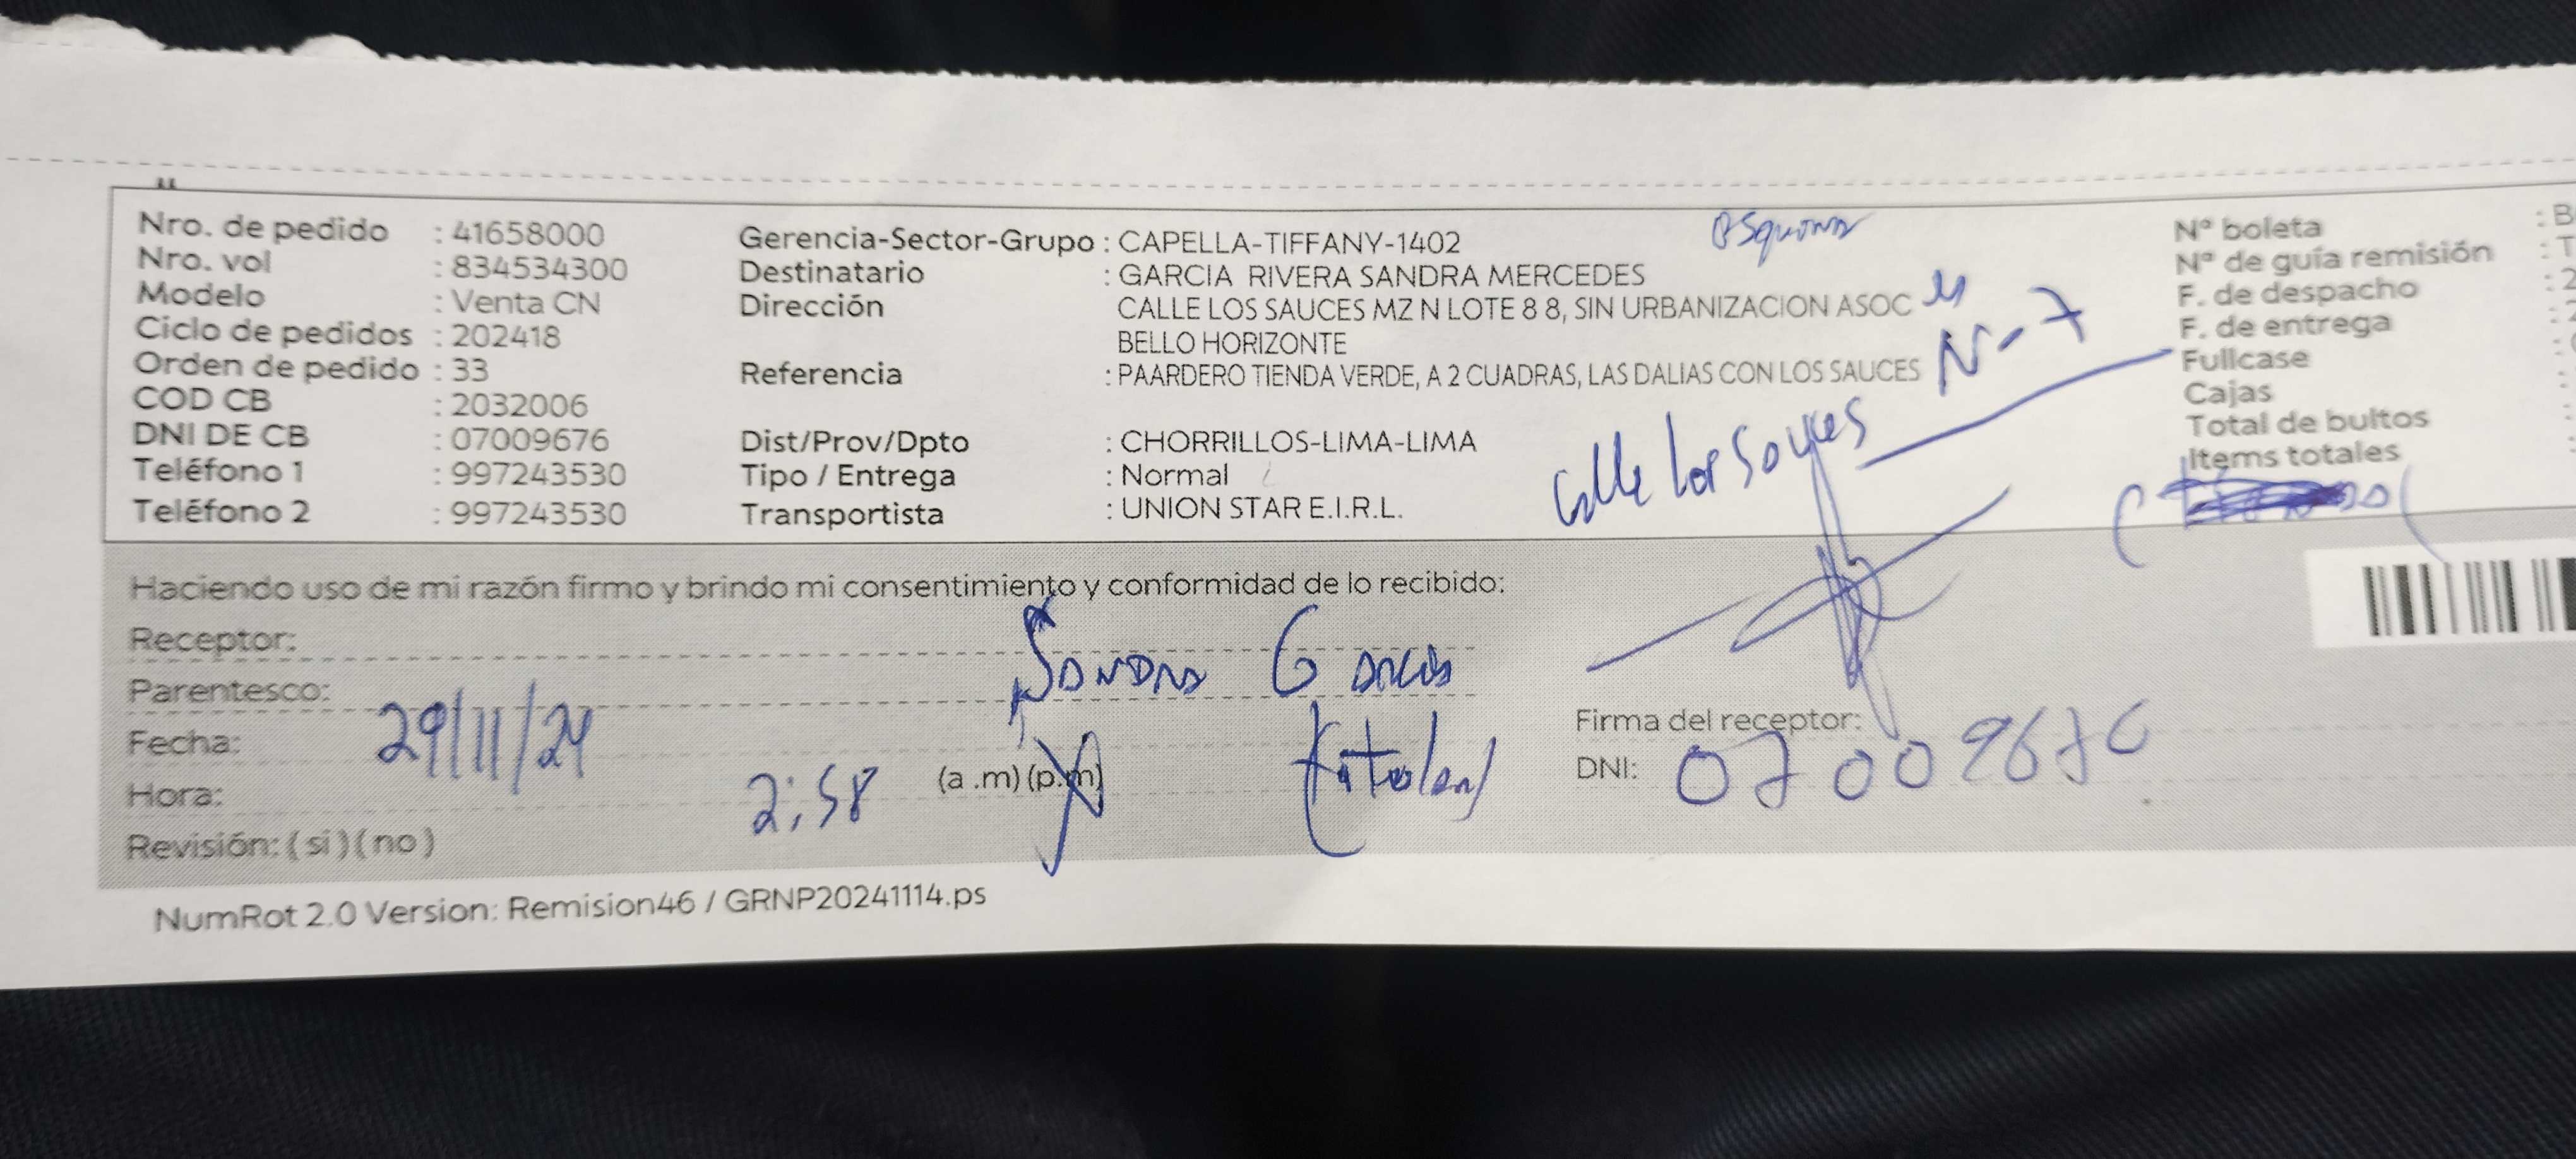 Nro. de pedido : 41658000 Gerencia-Sector-Grupo : CAPELLA-TIFFANY-1402 Nº boleta : B
Nro. vol : 834534300 Destinatario : GARCIA RIVERA SANDRA MERCEDES Nº de guía remisión : T
Modelo : Venta CN Dirección CALLE LOS SAUCES MZ N LOTE 8 8, SIN URBANIZACION ASOC F. de despacho : 2
Ciclo de pedidos : 202418 BELLO HORIZONTE N-7 F. de entrega
Orden de pedido : 33 Referencia : PAARDERO TIENDA VERDE, A 2 CUADRAS, LAS DALIAS CON LOS SAUCES Fullcase
COD CB : 2032006 Cajas
DNI DE CB : 07009676 Dist/Prov/Dpto : CHORRILLOS-LIMA-LIMA Total de bultos
Teléfono 1 : 997243530 Tipo / Entrega : Normal Calle Los Items totales
Teléfono 2 : 997243530 Transportista : UNION STAR E.I.R.L.
Haciendo uso de mi razón firmo y brindo mi consentimiento y conformidad de lo recibido:
Receptor:
Parentesco: Sandra Garcia
Fecha: 29/11/24 Firma del receptor:
Hora: 2:58 (a .m) (p.m) (titular) DNI: 07009676
Revisión: ( si ) ( no )
NumRot 2.0 Version: Remision46 / GRNP20241114.ps